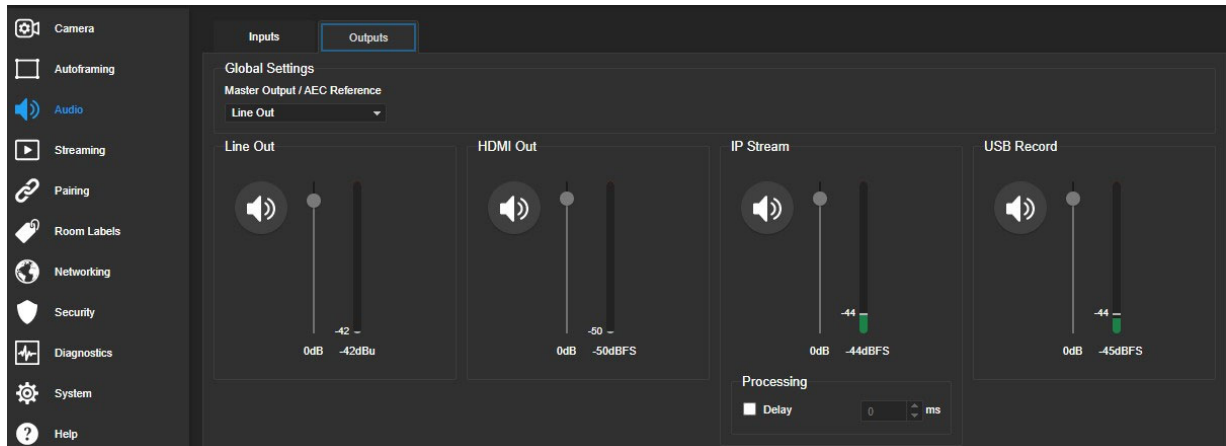 Camera
Autoframing
Audio
Streaming
Pairing
Room Labels
Networking
Security
Diagnostics
System
Help
Inputs Outputs
Global Settings
Master Output / AEC Reference
Line Out
Line Out
-42
0dB -42dBu
HDMI Out
-50
0dB -50dBFS
IP Stream
-44
0dB -44dBFS
Processing
Delay 0 ms
USB Record
-44
0dB -45dBFS